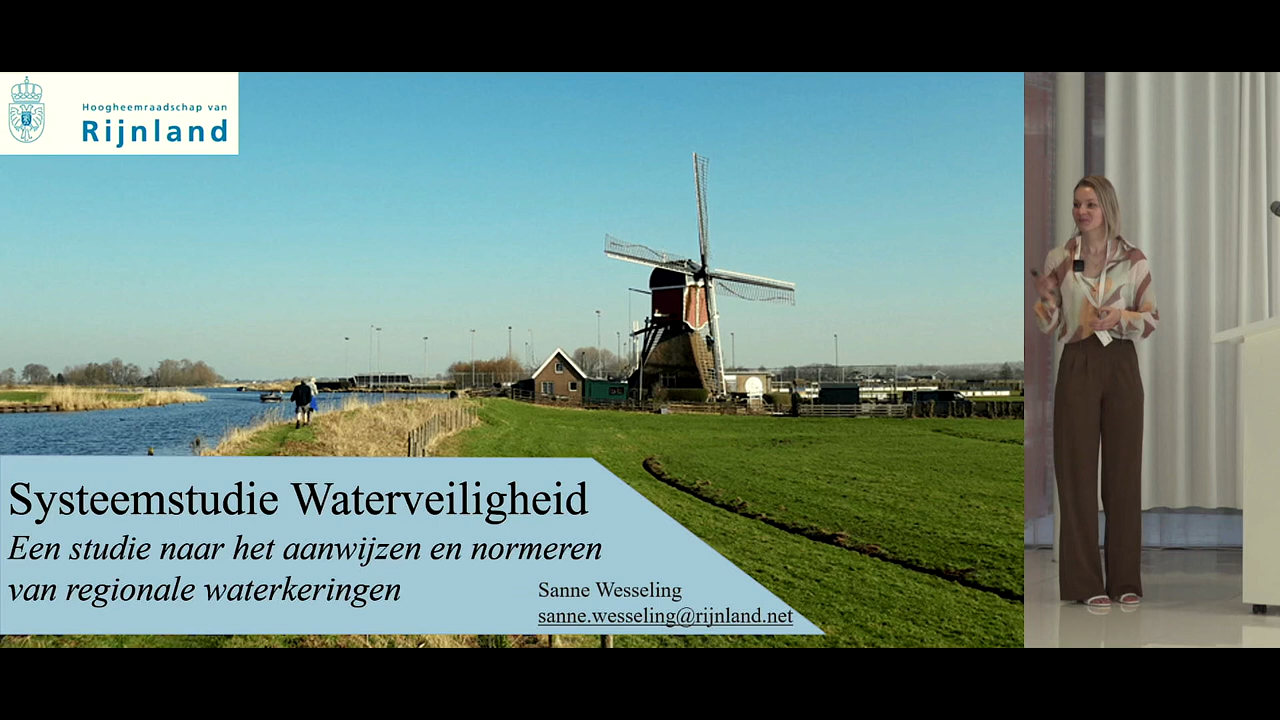 Hoogheemraadschap van
Rijnland
Systeemstudie Waterveiligheid
Een studie naar het aanwijzen en normeren
van regionale waterkeringen
Sanne Wesseling
sanne.wesseling@rijnland.net